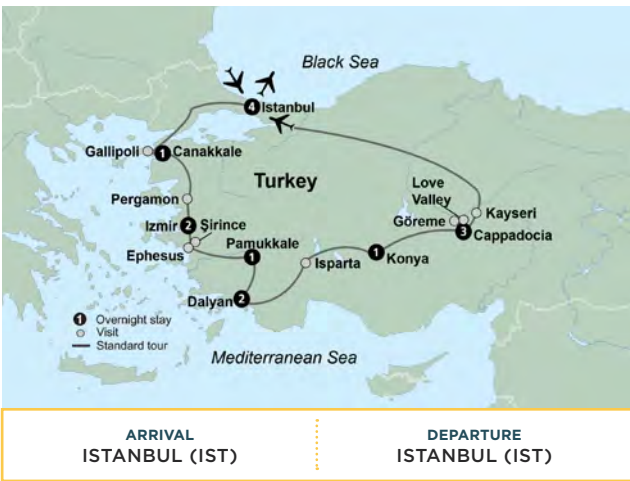 Black Sea
4 Istanbul
Gallipoli
1 Canakkale
Turkey
Love
Valley
Pergamon
Göreme
Kayseri
Izmir 2 Şirince
3 Cappadocia
Ephesus
Pamukkale
1
Isparta
1 Konya
Dalyan 2
1 Overnight stay
Visit
Standard tour
Mediterranean Sea
ARRIVAL
ISTANBUL (IST)
DEPARTURE
ISTANBUL (IST)